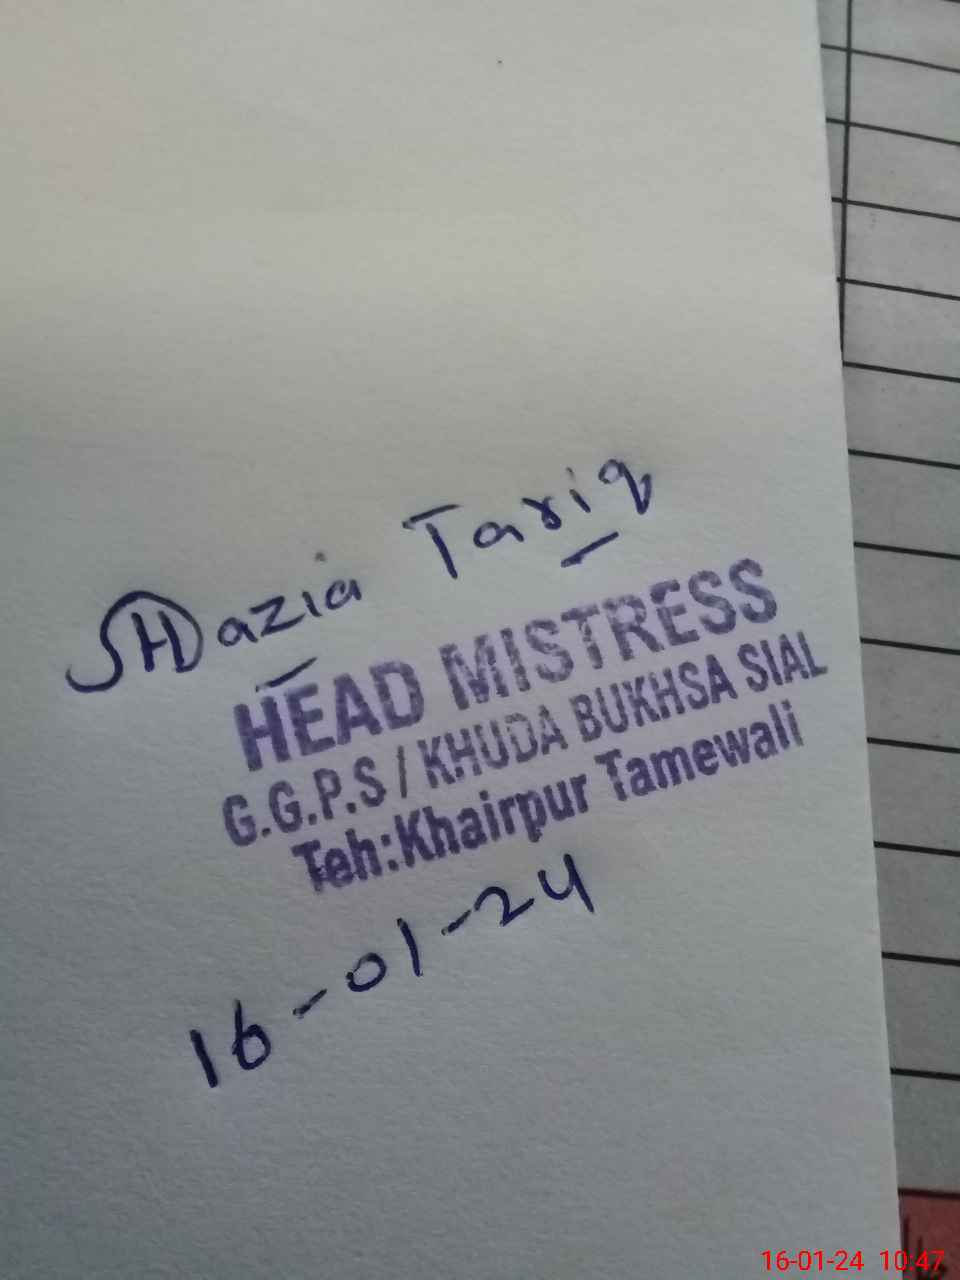 Shazia Tariq
HEAD MISTRESS
G.G.P.S / KHUDA BUKHSA SIAL
Teh:Khairpur Tamewali
16-01-24
16-01-24 10:47